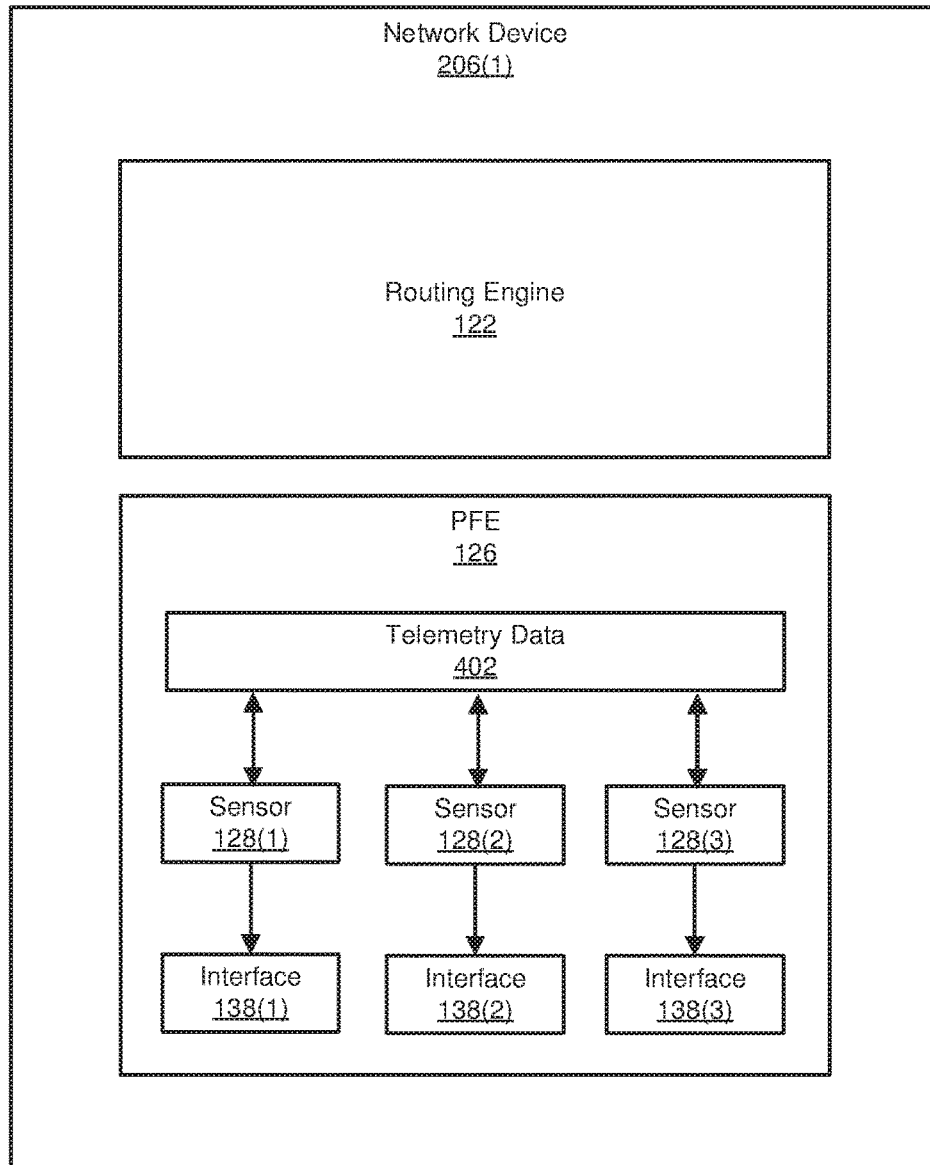 Network Device
206(1)
Routing Engine
122
PFE
126
Telemetry Data
402
Sensor
128(1)
Sensor
128(2)
Sensor
128(3)
Interface
138(1)
Interface
138(2)
Interface
138(3)